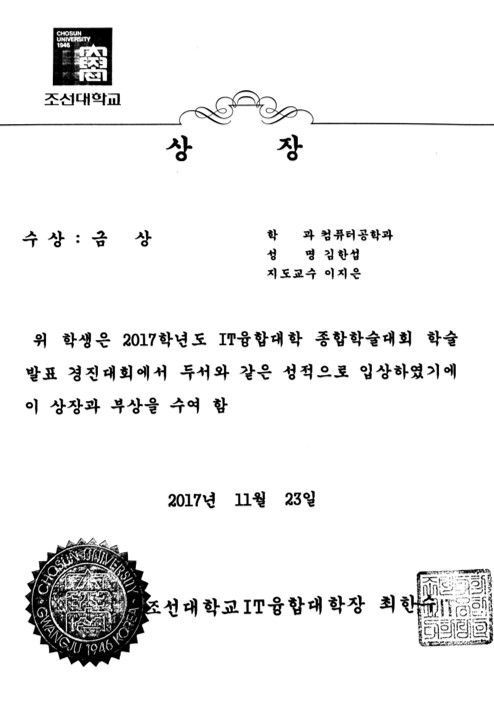 CHOSUN
UNIVERSITY
1946
조선대학교
상 장
수 상 : 금 상
학 과 컴퓨터공학과
성 명 김한섭
지도교수 이지은
위 학생은 2017학년도 IT융합대학 종합학술대회 학술
발표 경진대회에서 두서와 같은 성적으로 입상하였기에
이 상장과 부상을 수여 함
2017년 11월 23일
CHOSUN UNIVERSITY
GWANGJU 1946 KOREA
조선대학교IT융합대학장 최한수